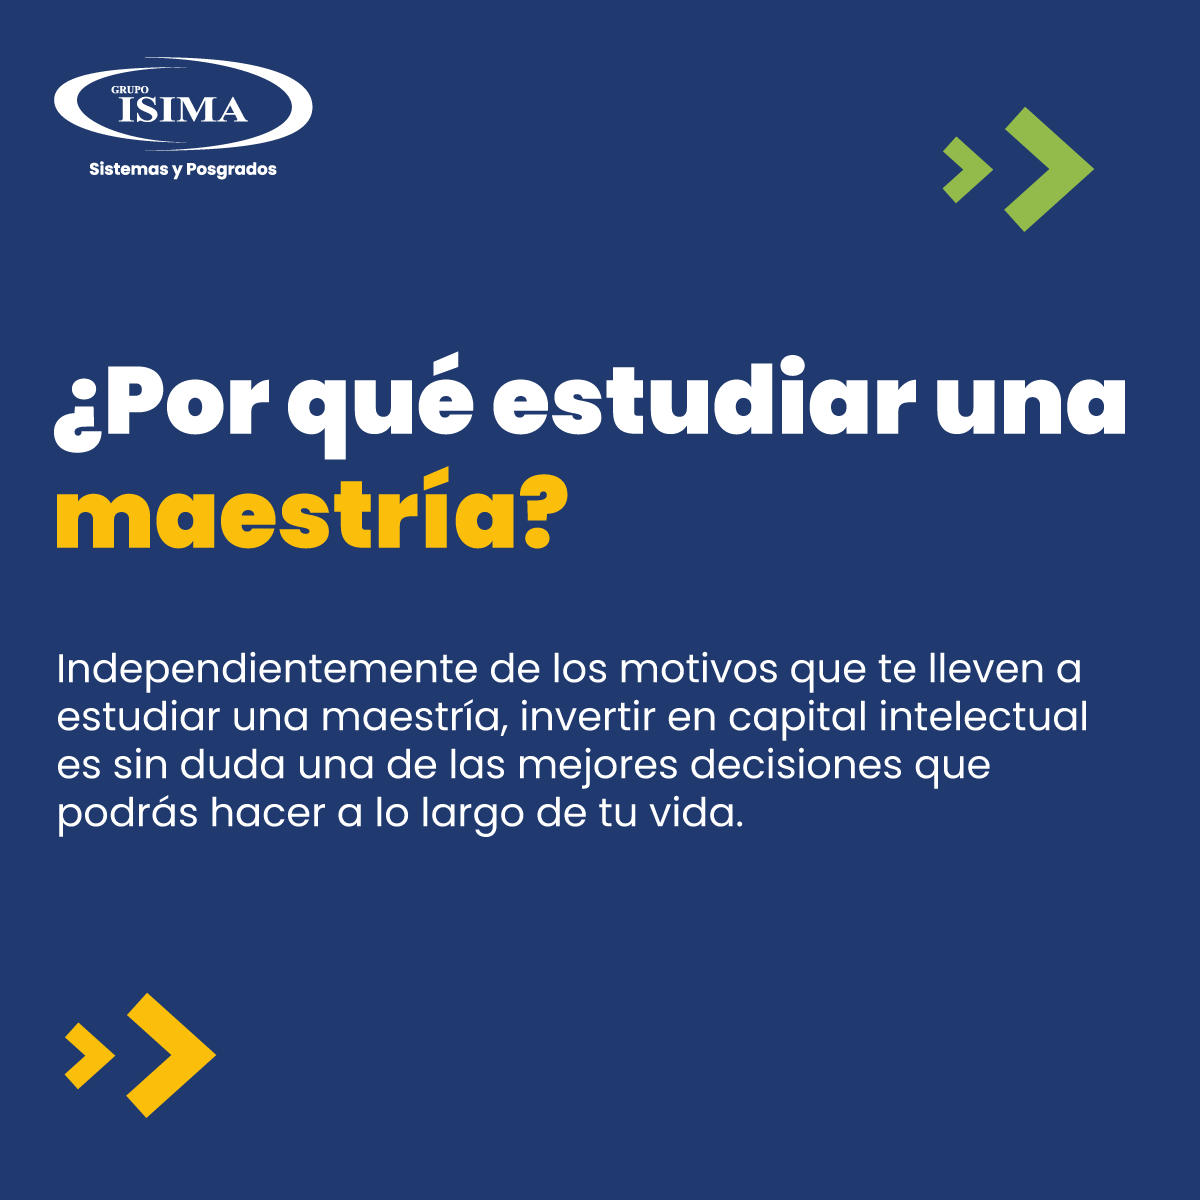 GRUPO
ISIMA
Sistemas y Posgrados
¿Por qué estudiar una
maestría?
Independientemente de los motivos que te lleven a
estudiar una maestría, invertir en capital intelectual
es sin duda una de las mejores decisiones que
podrás hacer a lo largo de tu vida.